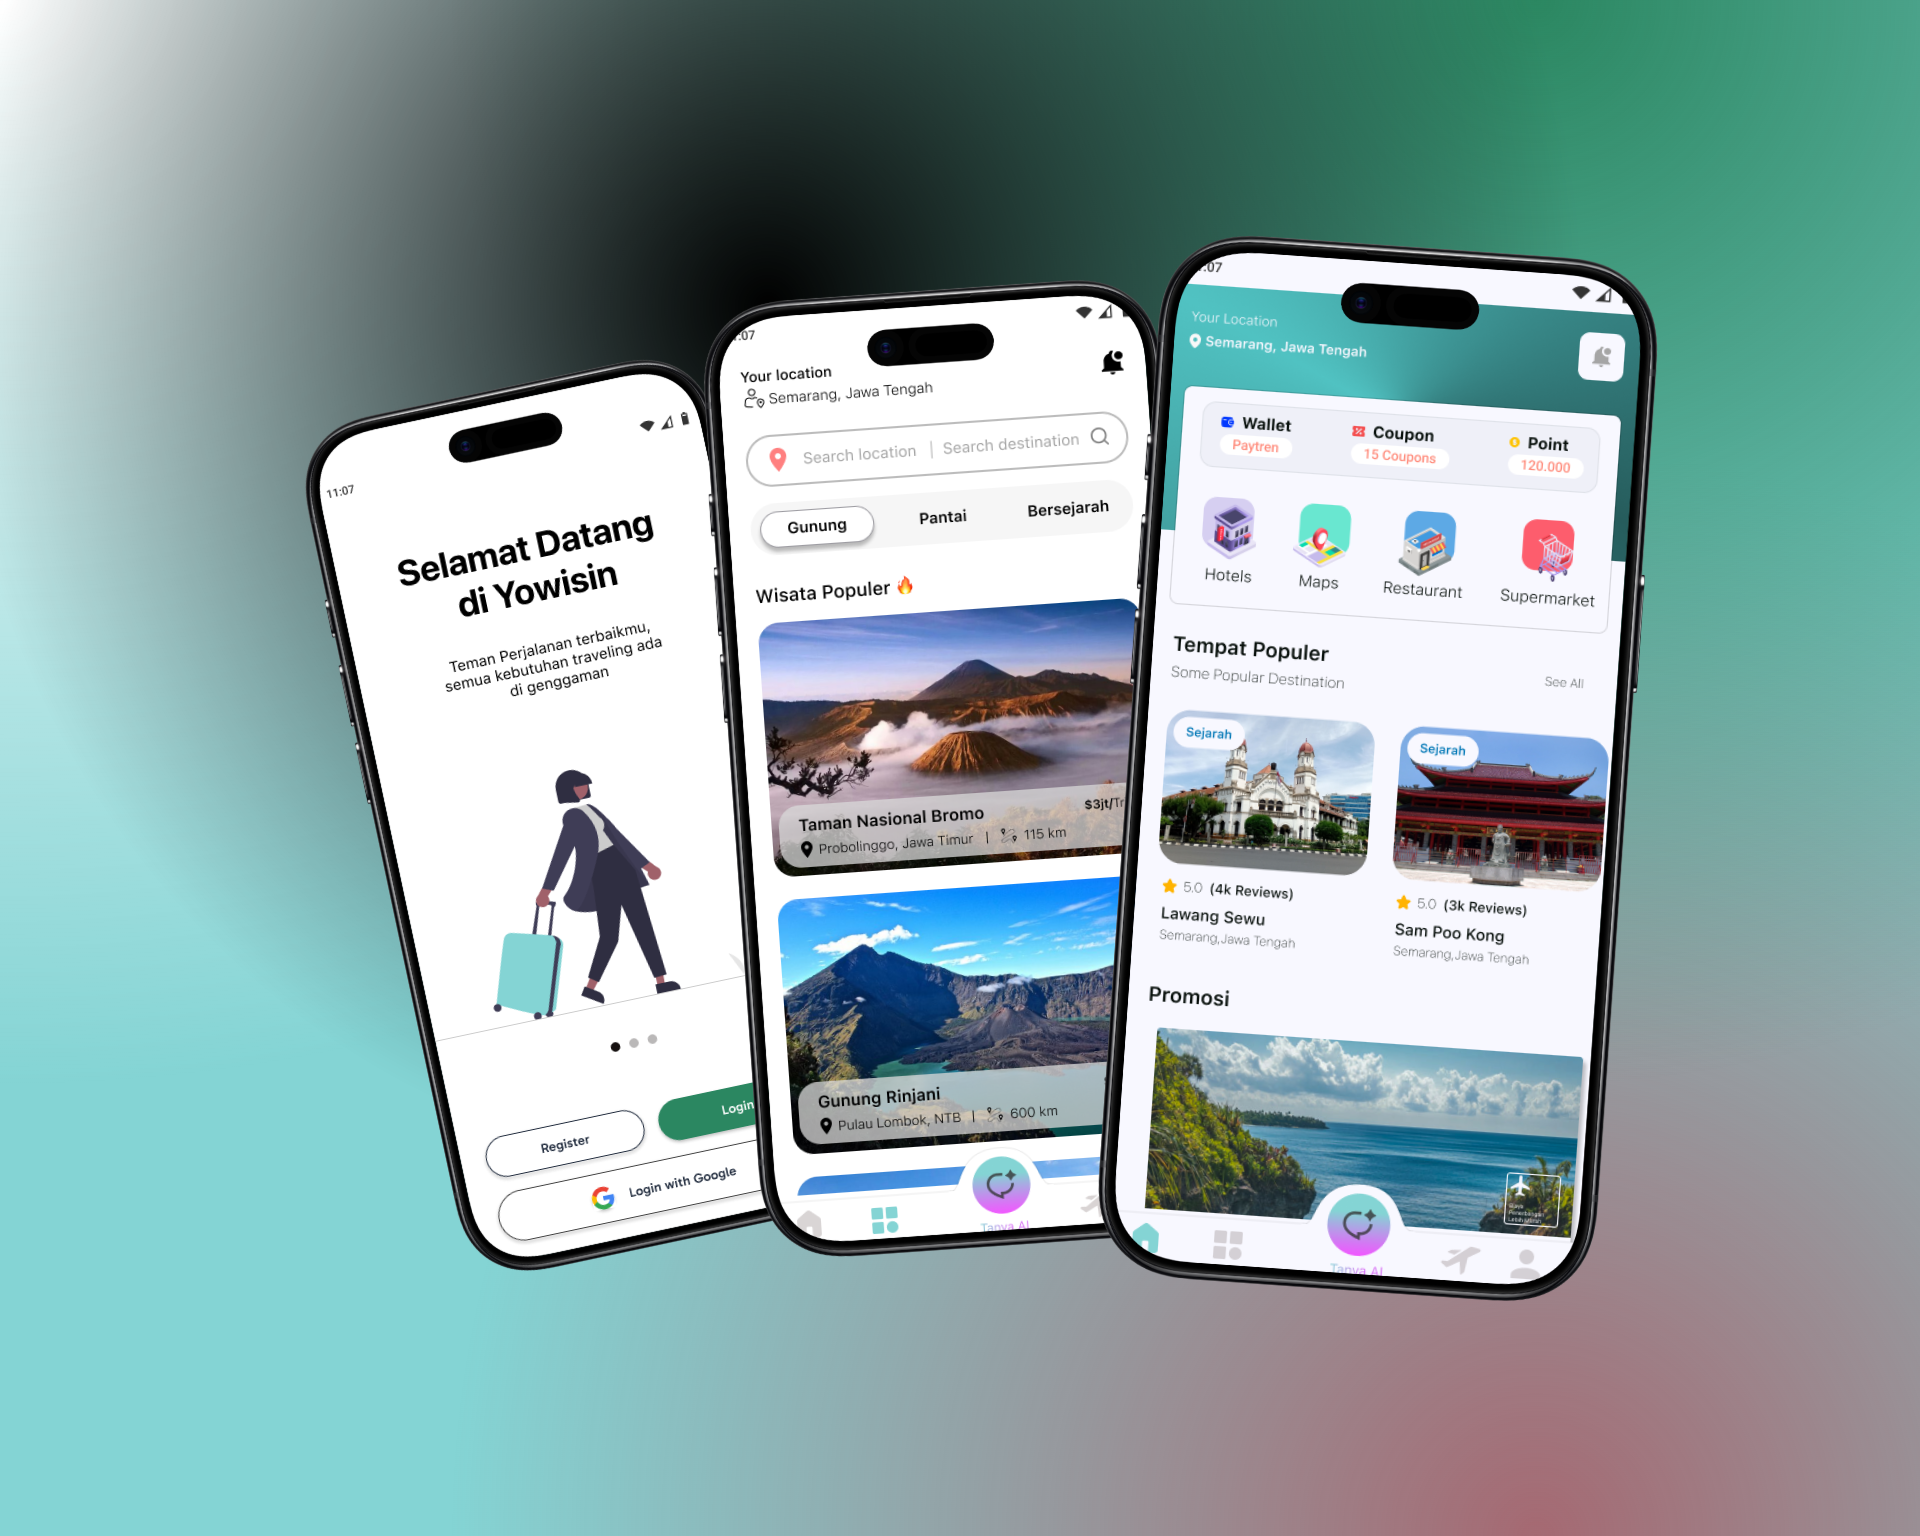 11:07
Selamat Datang
di Yowisin
Teman Perjalanan terbaikmu,
semua kebutuhan traveling ada
di genggaman
Register
Login
Login with Google
:07
Your location
Semarang, Jawa Tengah
Search location | Search destination
Gunung
Pantai
Bersejarah
Wisata Populer 🔥
Taman Nasional Bromo
$3jt/Tr
Probolinggo, Jawa Timur | 115 km
Gunung Rinjani
Pulau Lombok, NTB | 600 km
Tanya AI
:07
Your Location
Semarang, Jawa Tengah
Wallet
Paytren
Coupon
15 Coupons
Point
120.000
Hotels
Maps
Restaurant
Supermarket
Tempat Populer
Some Popular Destination
See All
Sejarah
5.0 (4k Reviews)
Lawang Sewu
Semarang,Jawa Tengah
Sejarah
5.0 (3k Reviews)
Sam Poo Kong
Semarang,Jawa Tengah
Promosi
Tanya AI